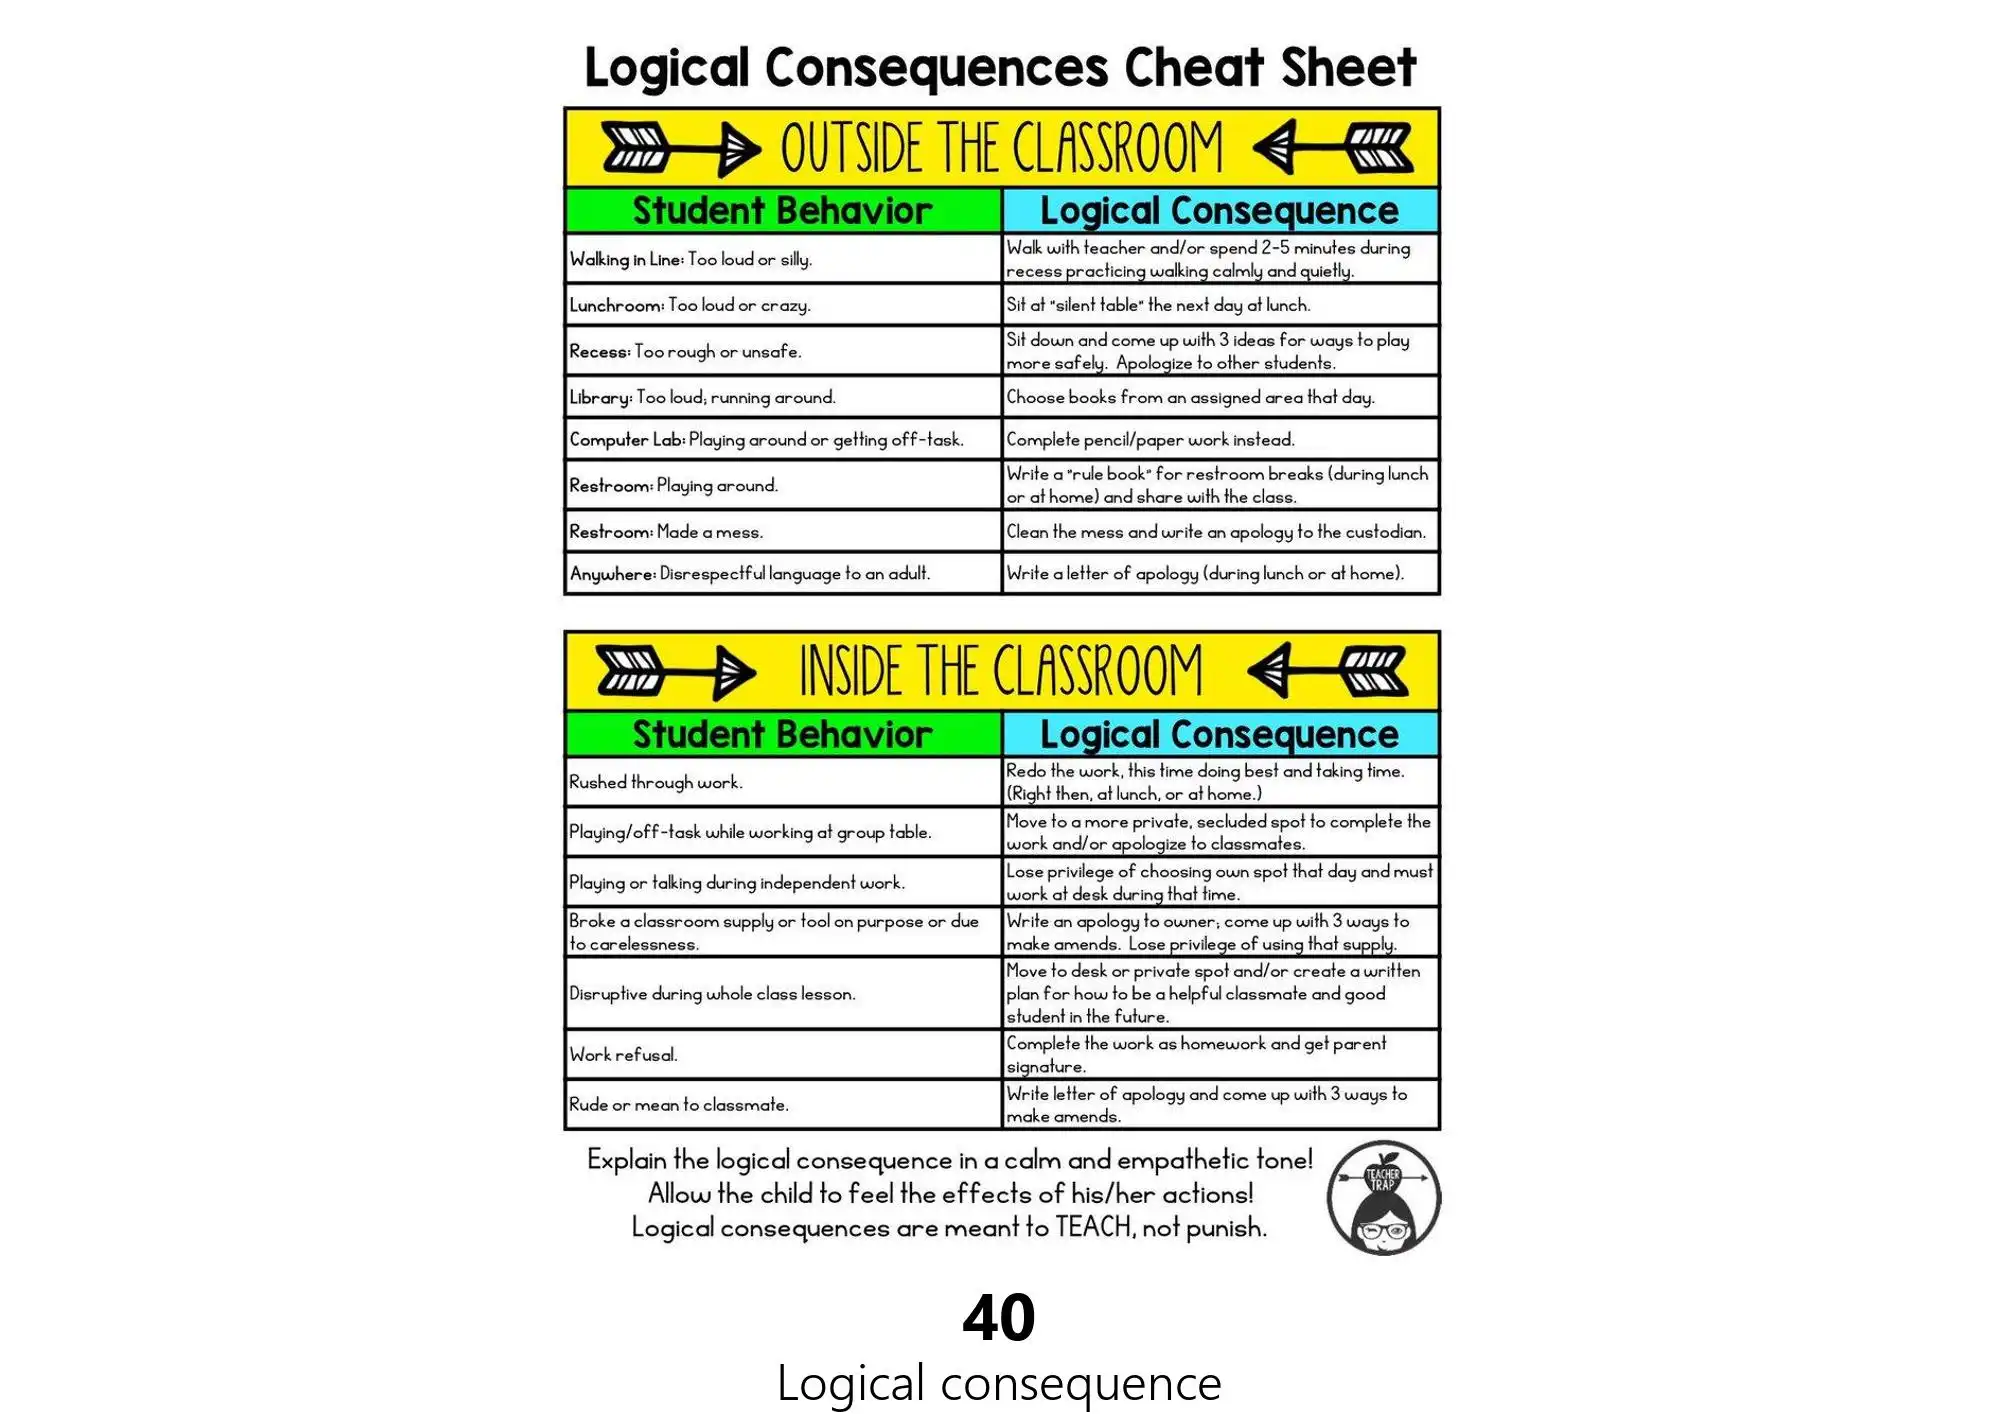 Logical Consequences Cheat Sheet
OUTSIDE THE CLASSROOM
Student Behavior
Logical Consequence
Walking in Line: Too loud or silly.
Walk with teacher and/or spend 2-5 minutes during
recess practicing walking calmly and quietly.
Lunchroom: Too loud or crazy.
Sit at "silent table" the next day at lunch.
Recess: Too rough or unsafe.
Sit down and come up with 3 ideas for ways to play
more safely. Apologize to other students.
Library: Too loud; running around.
Choose books from an assigned area that day.
Computer Lab: Playing around or getting off-task.
Complete pencil/paper work instead.
Restroom: Playing around.
Write a "rule book" for restroom breaks (during lunch
or at home) and share with the class.
Restroom: Made a mess.
Clean the mess and write an apology to the custodian.
Anywhere: Disrespectful language to an adult.
Write a letter of apology (during lunch or at home).
INSIDE THE CLASSROOM
Student Behavior
Logical Consequence
Rushed through work.
Redo the work, this time doing best and taking time.
(Right then, at lunch, or at home.)
Playing/off-task while working at group table.
Move to a more private, secluded spot to complete the
work and/or apologize to classmates.
Playing or talking during independent work.
Lose privilege of choosing own spot that day and must
work at desk during that time.
Broke a classroom supply or tool on purpose or due
to carelessness.
Write an apology to owner; come up with 3 ways to
make amends. Lose privilege of using that supply.
Disruptive during whole class lesson.
Move to desk or private spot and/or create a written
plan for how to be a helpful classmate and good
student in the future.
Work refusal.
Complete the work as homework and get parent
signature.
Rude or mean to classmate.
Write letter of apology and come up with 3 ways to
make amends.
Explain the logical consequence in a calm and empathetic tone!
Allow the child to feel the effects of his/her actions!
Logical consequences are meant to TEACH, not punish.
TEACHER
TRAP
40
Logical consequence